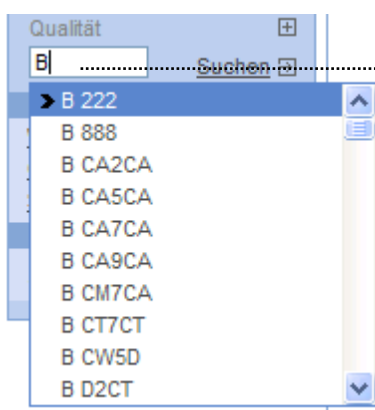 Qualität
B Suchen
B 222
B 888
B CA2CA
B CA5CA
B CA7CA
B CA9CA
B CM7CA
B CT7CT
B CW5D
B D2CT